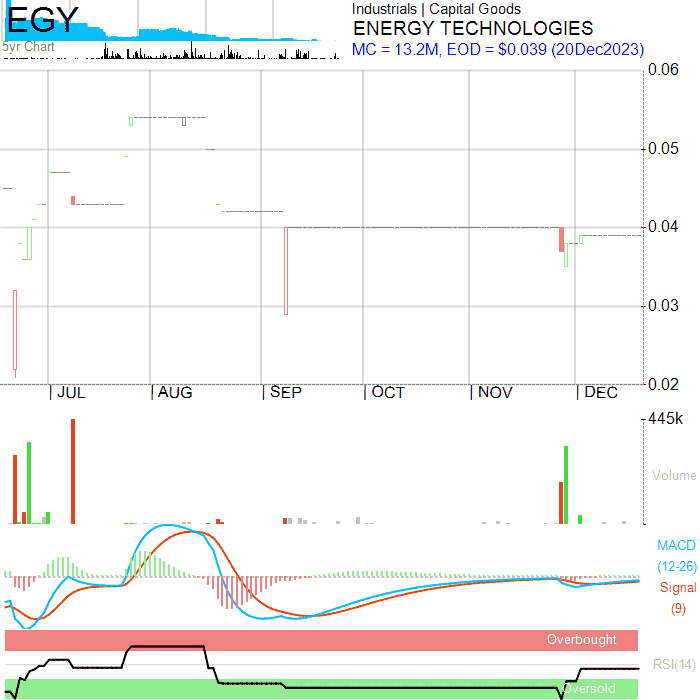 EGY
5yr Chart
Industrials | Capital Goods
ENERGY TECHNOLOGIES
MC = 13.2M, EOD = $0.039 (20Dec2023)
0.06
0.05
0.04
0.03
0.02
JUL AUG SEP OCT NOV DEC
445k
Volume
MACD
(12-26)
Signal
(9)
Overbought
RSI(14)
Oversold